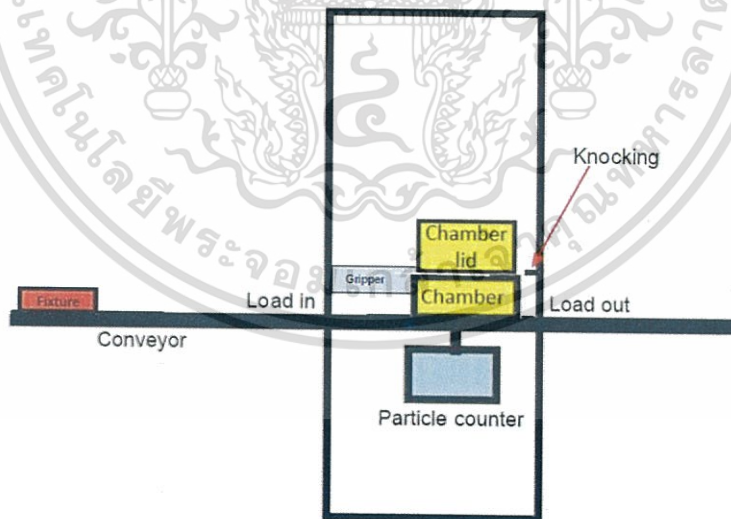 Knocking
Chamber
lid
Gripper
Chamber
Load in
Load out
Fixture
Conveyor
Particle counter